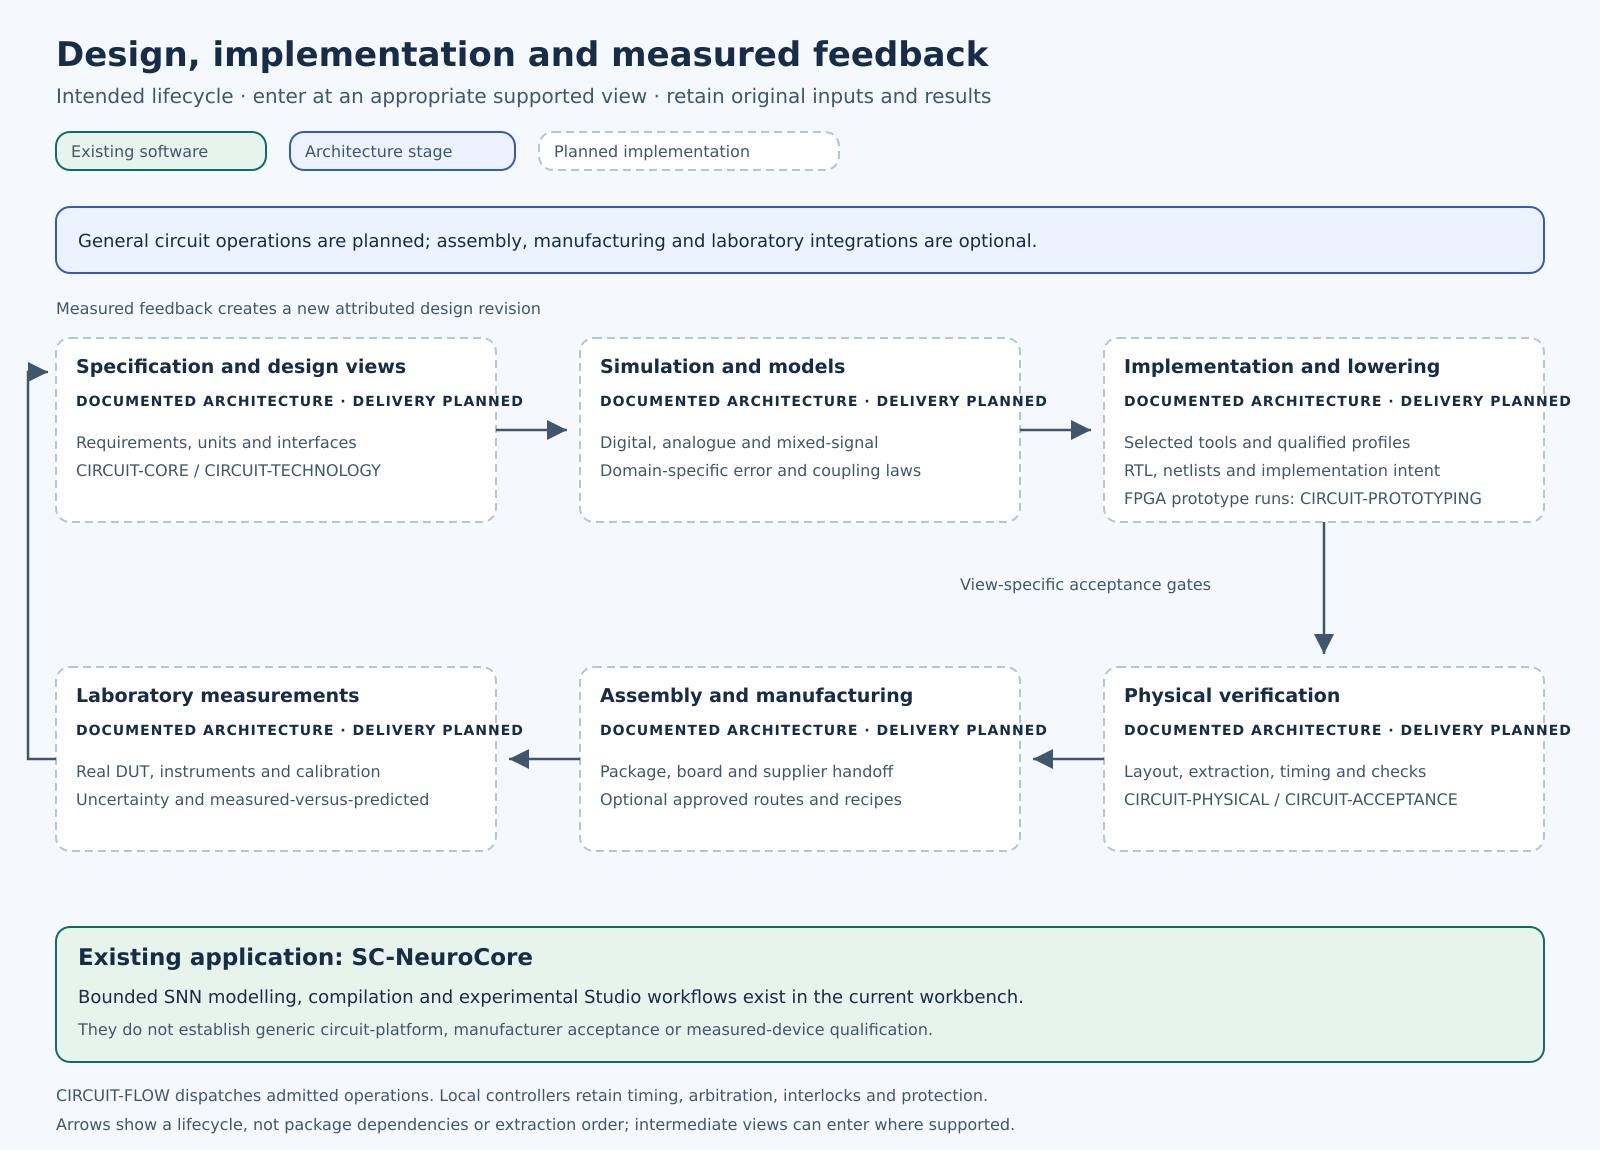 Design, implementation and measured feedback
Intended lifecycle · enter at an appropriate supported view · retain original inputs and results
Existing software
Architecture stage
Planned implementation
General circuit operations are planned; assembly, manufacturing and laboratory integrations are optional.
Measured feedback creates a new attributed design revision
Specification and design views
DOCUMENTED ARCHITECTURE · DELIVERY PLANNED
Requirements, units and interfaces
CIRCUIT-CORE / CIRCUIT-TECHNOLOGY
Simulation and models
DOCUMENTED ARCHITECTURE · DELIVERY PLANNED
Digital, analogue and mixed-signal
Domain-specific error and coupling laws
Implementation and lowering
DOCUMENTED ARCHITECTURE · DELIVERY PLANNED
Selected tools and qualified profiles
RTL, netlists and implementation intent
FPGA prototype runs: CIRCUIT-PROTOTYPING
View-specific acceptance gates
Laboratory measurements
DOCUMENTED ARCHITECTURE · DELIVERY PLANNED
Real DUT, instruments and calibration
Uncertainty and measured-versus-predicted
Assembly and manufacturing
DOCUMENTED ARCHITECTURE · DELIVERY PLANNED
Package, board and supplier handoff
Optional approved routes and recipes
Physical verification
DOCUMENTED ARCHITECTURE · DELIVERY PLANNED
Layout, extraction, timing and checks
CIRCUIT-PHYSICAL / CIRCUIT-ACCEPTANCE
Existing application: SC-NeuroCore
Bounded SNN modelling, compilation and experimental Studio workflows exist in the current workbench.
They do not establish generic circuit-platform, manufacturer acceptance or measured-device qualification.
CIRCUIT-FLOW dispatches admitted operations. Local controllers retain timing, arbitration, interlocks and protection.
Arrows show a lifecycle, not package dependencies or extraction order; intermediate views can enter where supported.